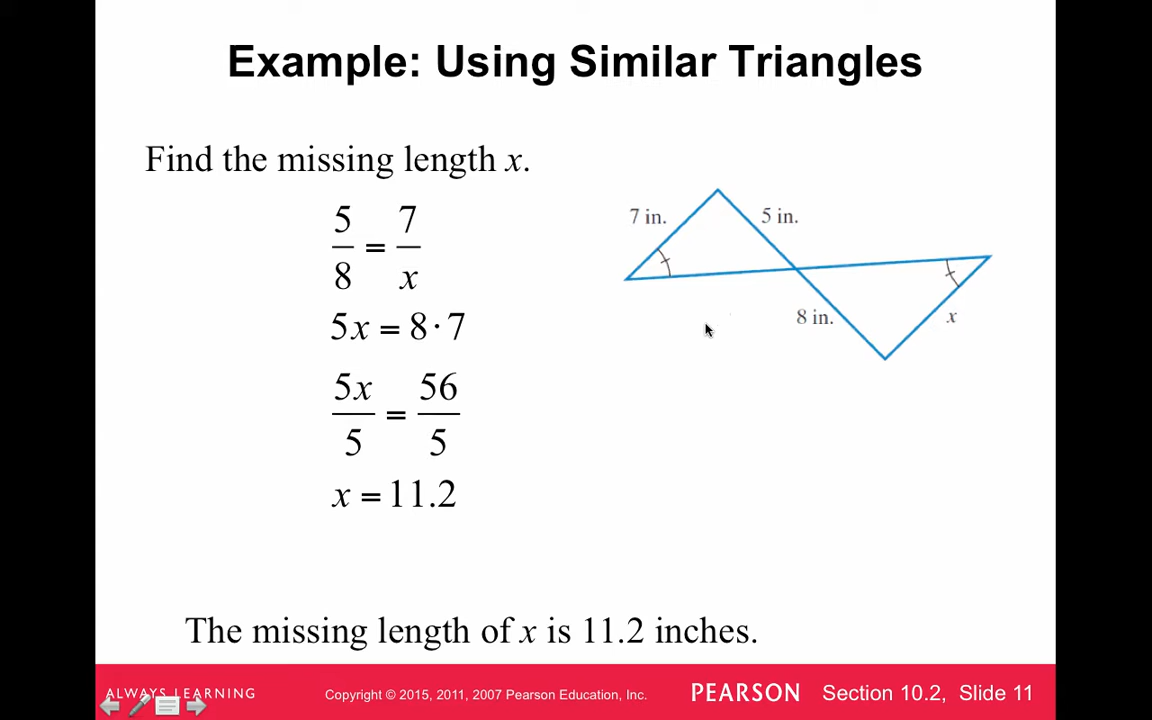 Example: Using Similar Triangles
Find the missing length x.
5/8 = 7/x
5x = 8·7
5x/5 = 56/5
x = 11.2
7 in.
5 in.
8 in.
x
The missing length of x is 11.2 inches.
ALWAYS LEARNING
Copyright © 2015, 2011, 2007 Pearson Education, Inc.
PEARSON
Section 10.2, Slide 11